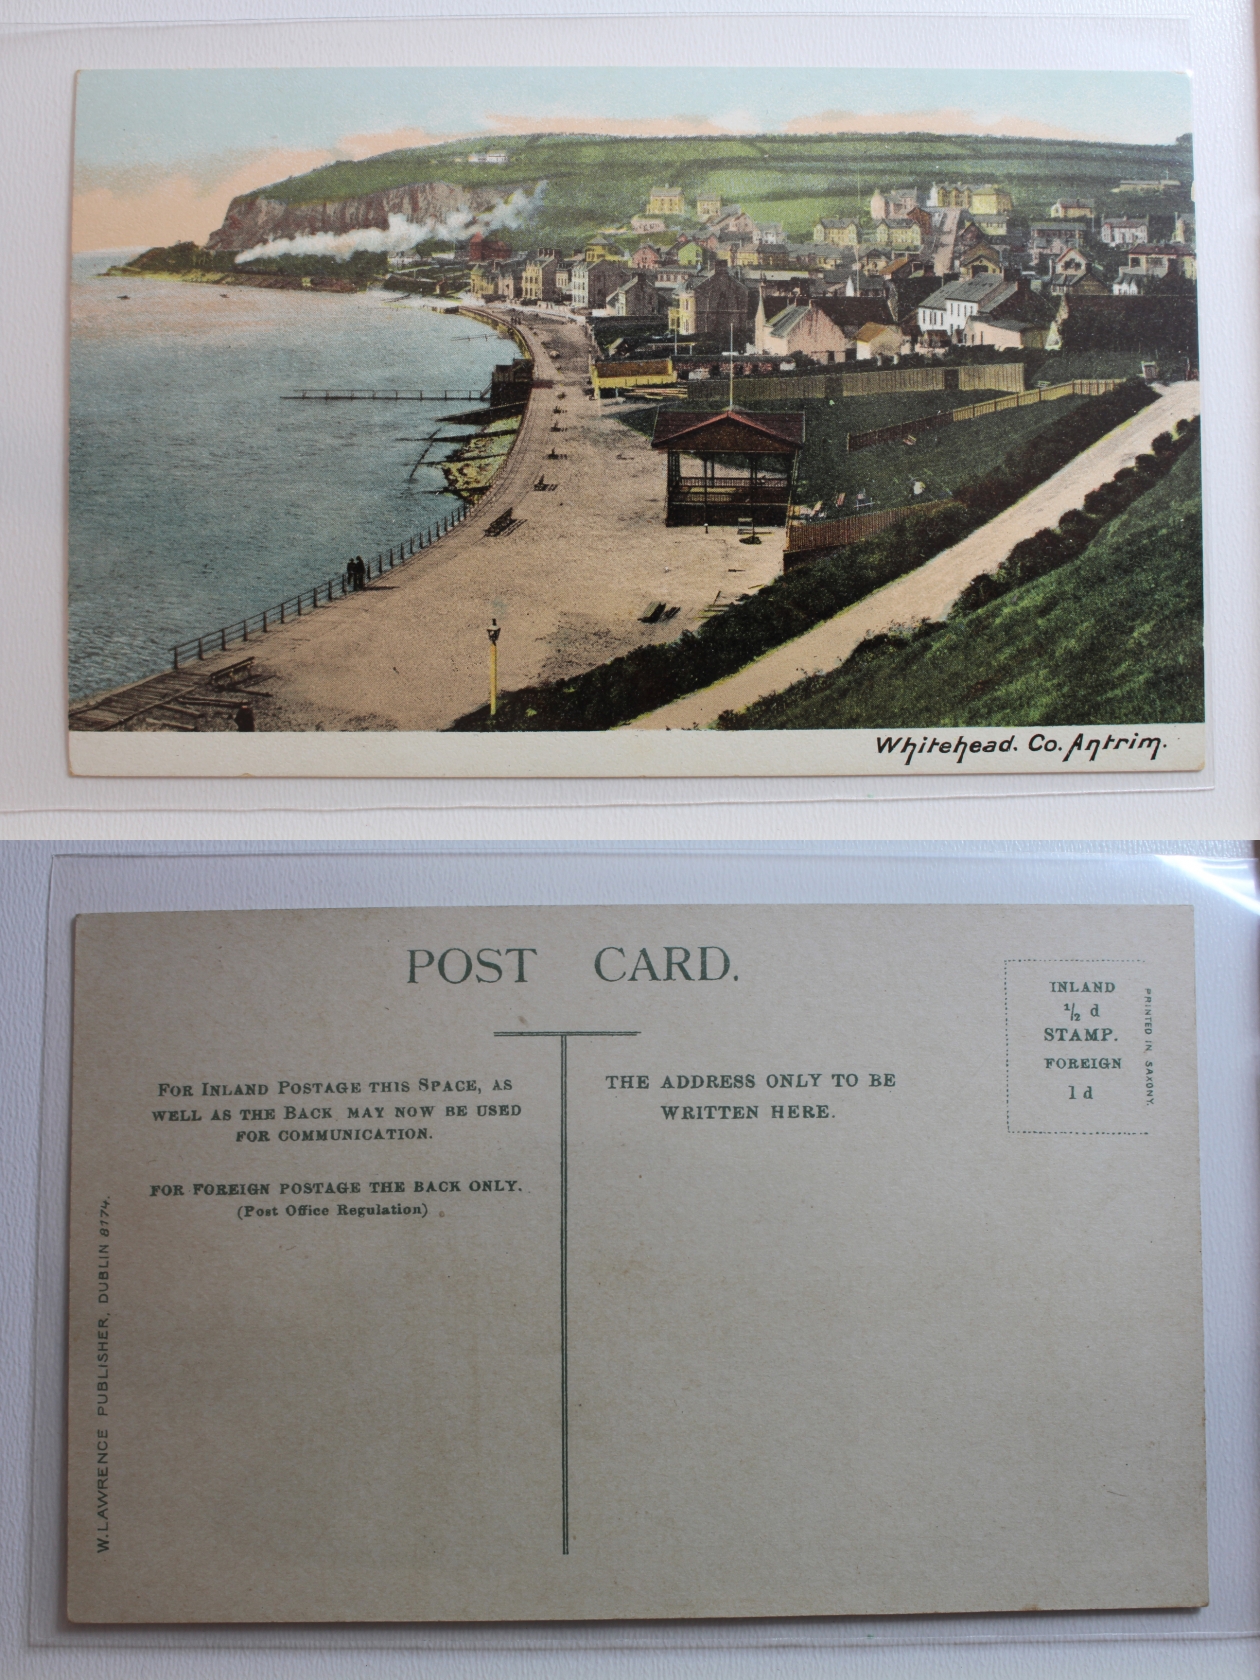 Whitehead. Co. Antrim.
POST CARD.
FOR INLAND POSTAGE THIS SPACE, AS
WELL AS THE BACK MAY NOW BE USED
FOR COMMUNICATION.
FOR FOREIGN POSTAGE THE BACK ONLY.
(Post Office Regulation)
THE ADDRESS ONLY TO BE
WRITTEN HERE.
INLAND
½ d
STAMP.
FOREIGN
1 d
PRINTED IN SAXONY.
W. LAWRENCE PUBLISHER, DUBLIN 8174.